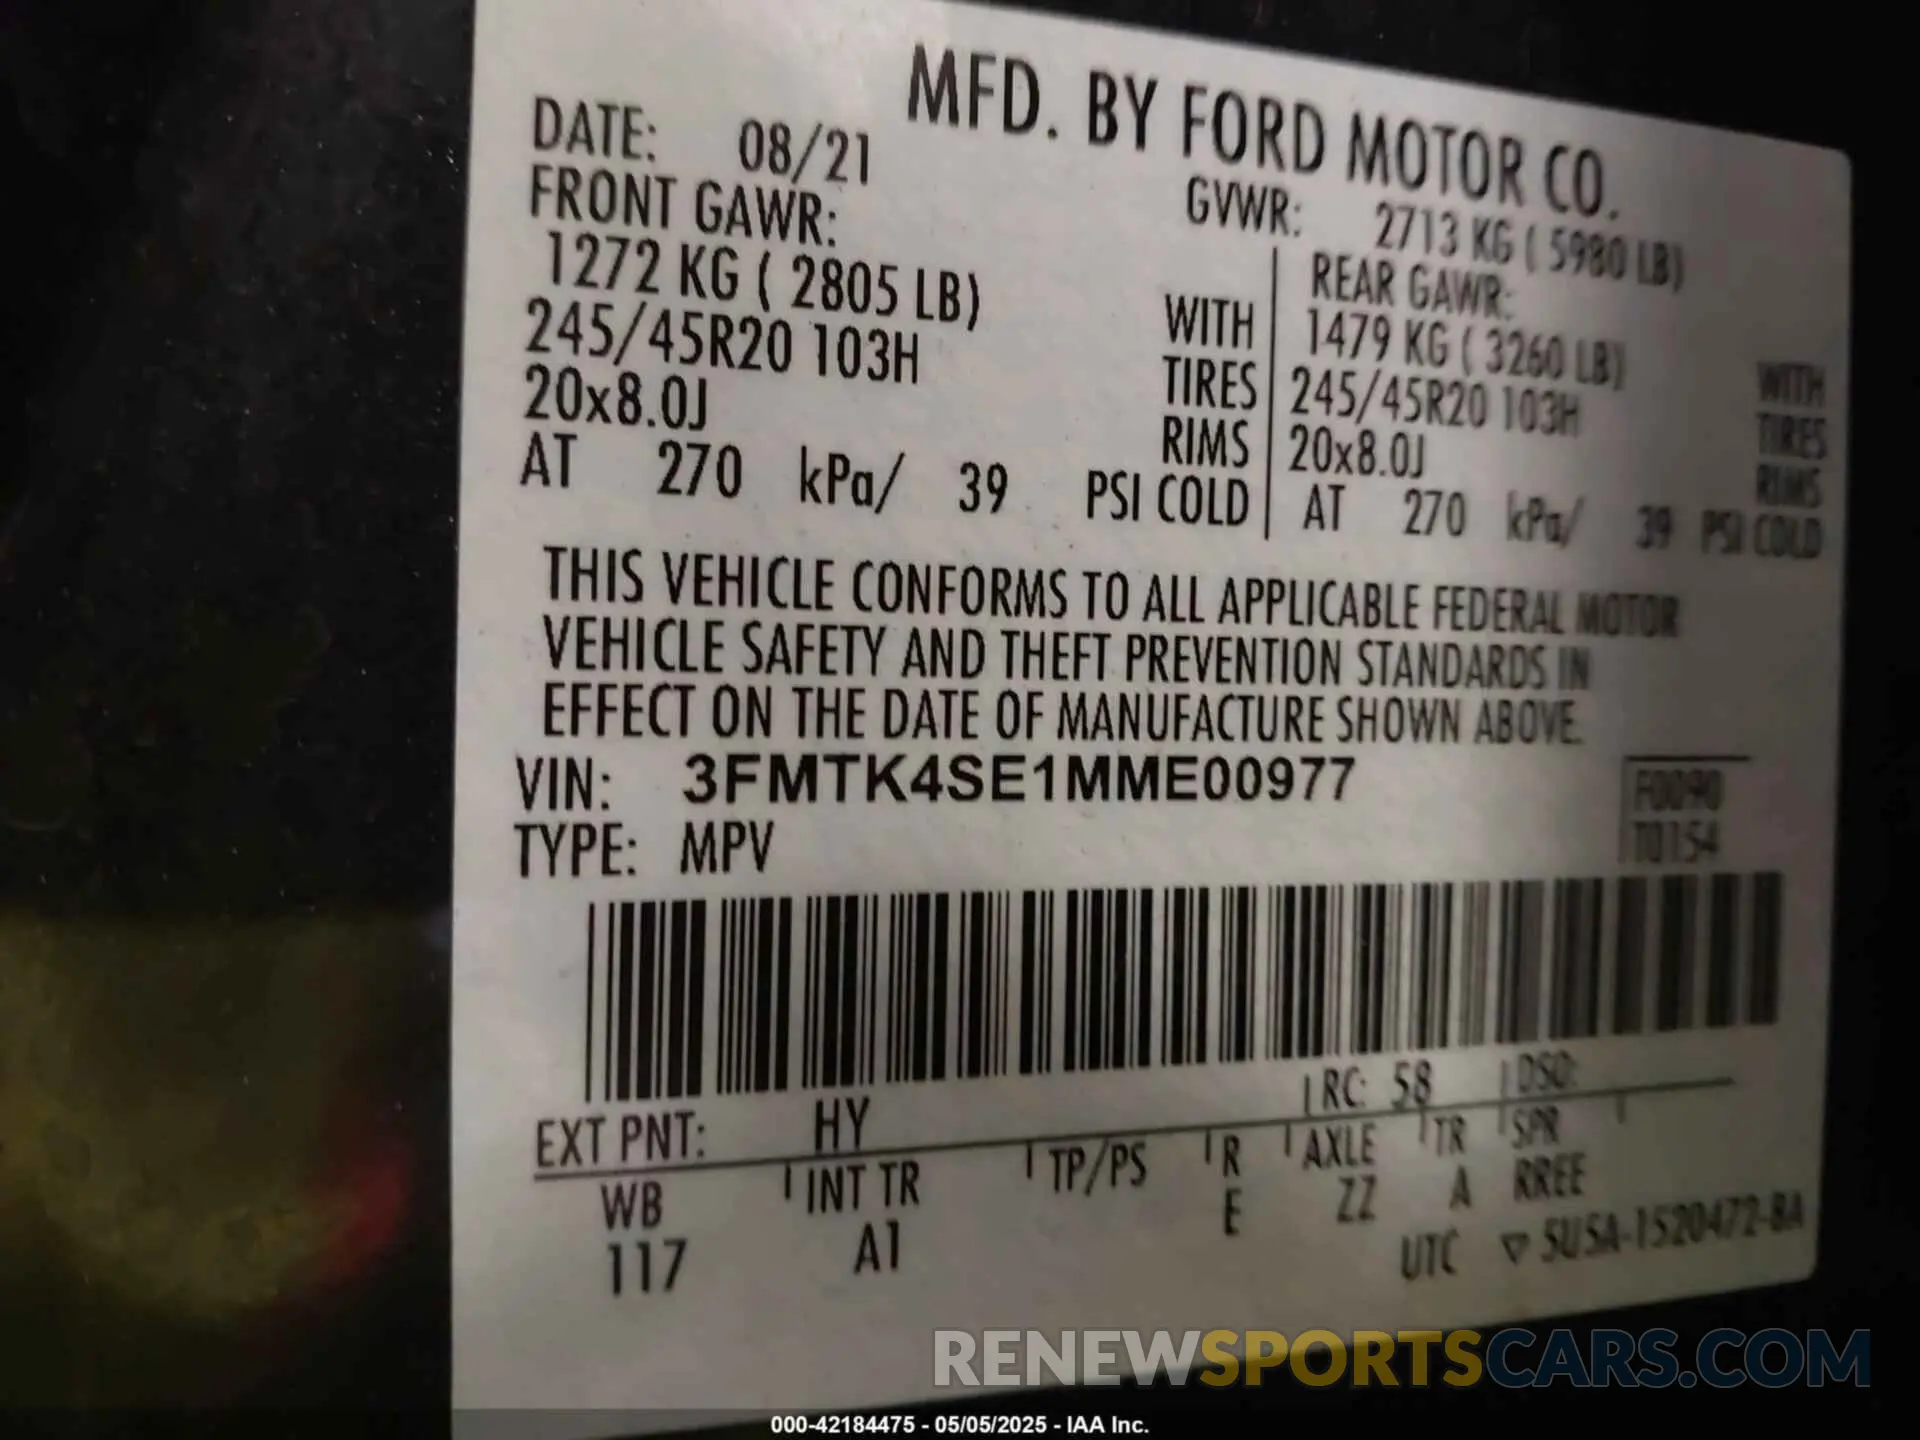 MFD. BY FORD MOTOR CO.
DATE: 08/21 GVWR: 2713 KG ( 5980 LB)
FRONT GAWR: REAR GAWR:
1272 KG ( 2805 LB) WITH 1479 KG ( 3260 LB) WITH
245/45R20 103H TIRES 245/45R20 103H TIRES
20x8.0J RIMS 20x8.0J RIMS
AT 270 kPa/ 39 PSI COLD AT 270 kPa/ 39 PSI COLD
THIS VEHICLE CONFORMS TO ALL APPLICABLE FEDERAL MOTOR
VEHICLE SAFETY AND THEFT PREVENTION STANDARDS IN
EFFECT ON THE DATE OF MANUFACTURE SHOWN ABOVE.
VIN: 3FMTK4SE1MME00977
F0090
TYPE: MPV
T0154
EXT PNT: HY RC: 58 DSO:
WB INT TR TP/PS R AXLE TR SPR
117 A1 E ZZ A RREE
UTC ▽ 5USA-1520472-BA
RENEWSPORTSCARS.COM
000-42184475 - 05/05/2025 - IAA Inc.